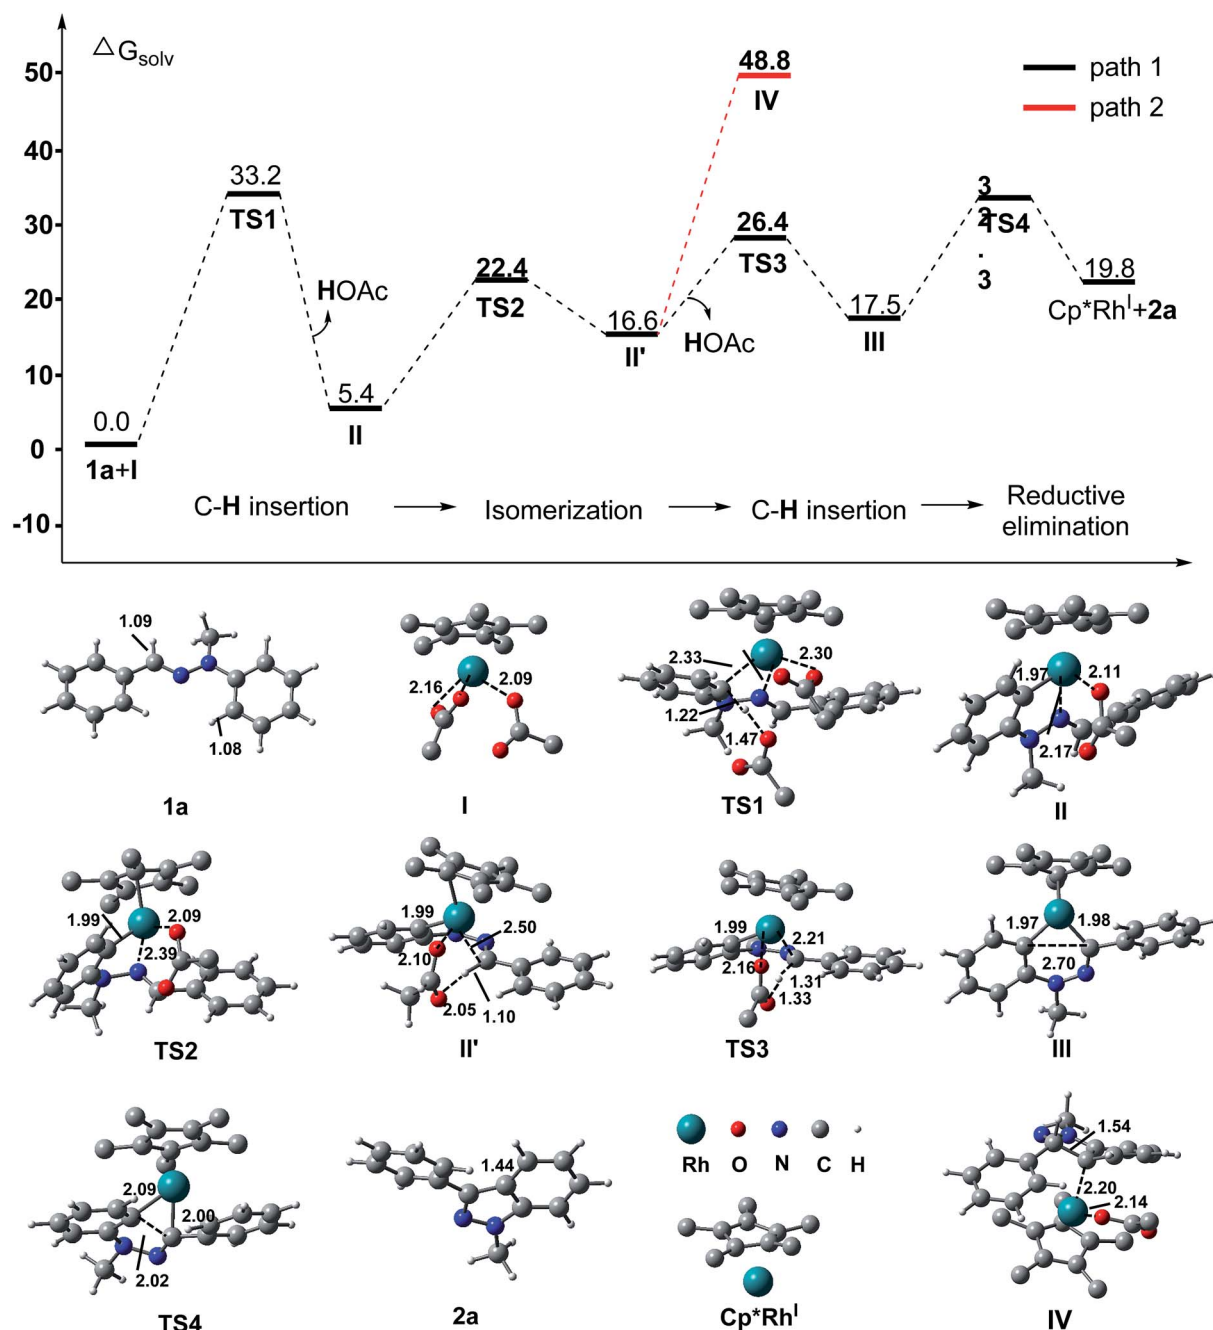 △G_solv
50
40
30
20
10
0
-10
path 1
path 2
0.0
1a+I
33.2
TS1
HOAc
5.4
II
22.4
TS2
16.6
II'
48.8
IV
26.4
TS3
HOAc
17.5
III
32.3
TS4
19.8
Cp*Rh^I+2a
C-H insertion
Isomerization
C-H insertion
Reductive
elimination
1.09
1.08
1a
2.16
2.09
I
2.33
2.30
1.22
1.47
TS1
1.97
2.11
2.17
II
1.99
2.09
2.39
TS2
1.99
2.50
2.10
2.05
1.10
II'
1.99
2.21
2.16
1.31
1.33
TS3
1.97
1.98
2.70
III
2.09
2.00
2.02
TS4
1.44
2a
Rh O N C H
Cp*Rh^I
1.54
2.20
2.14
IV